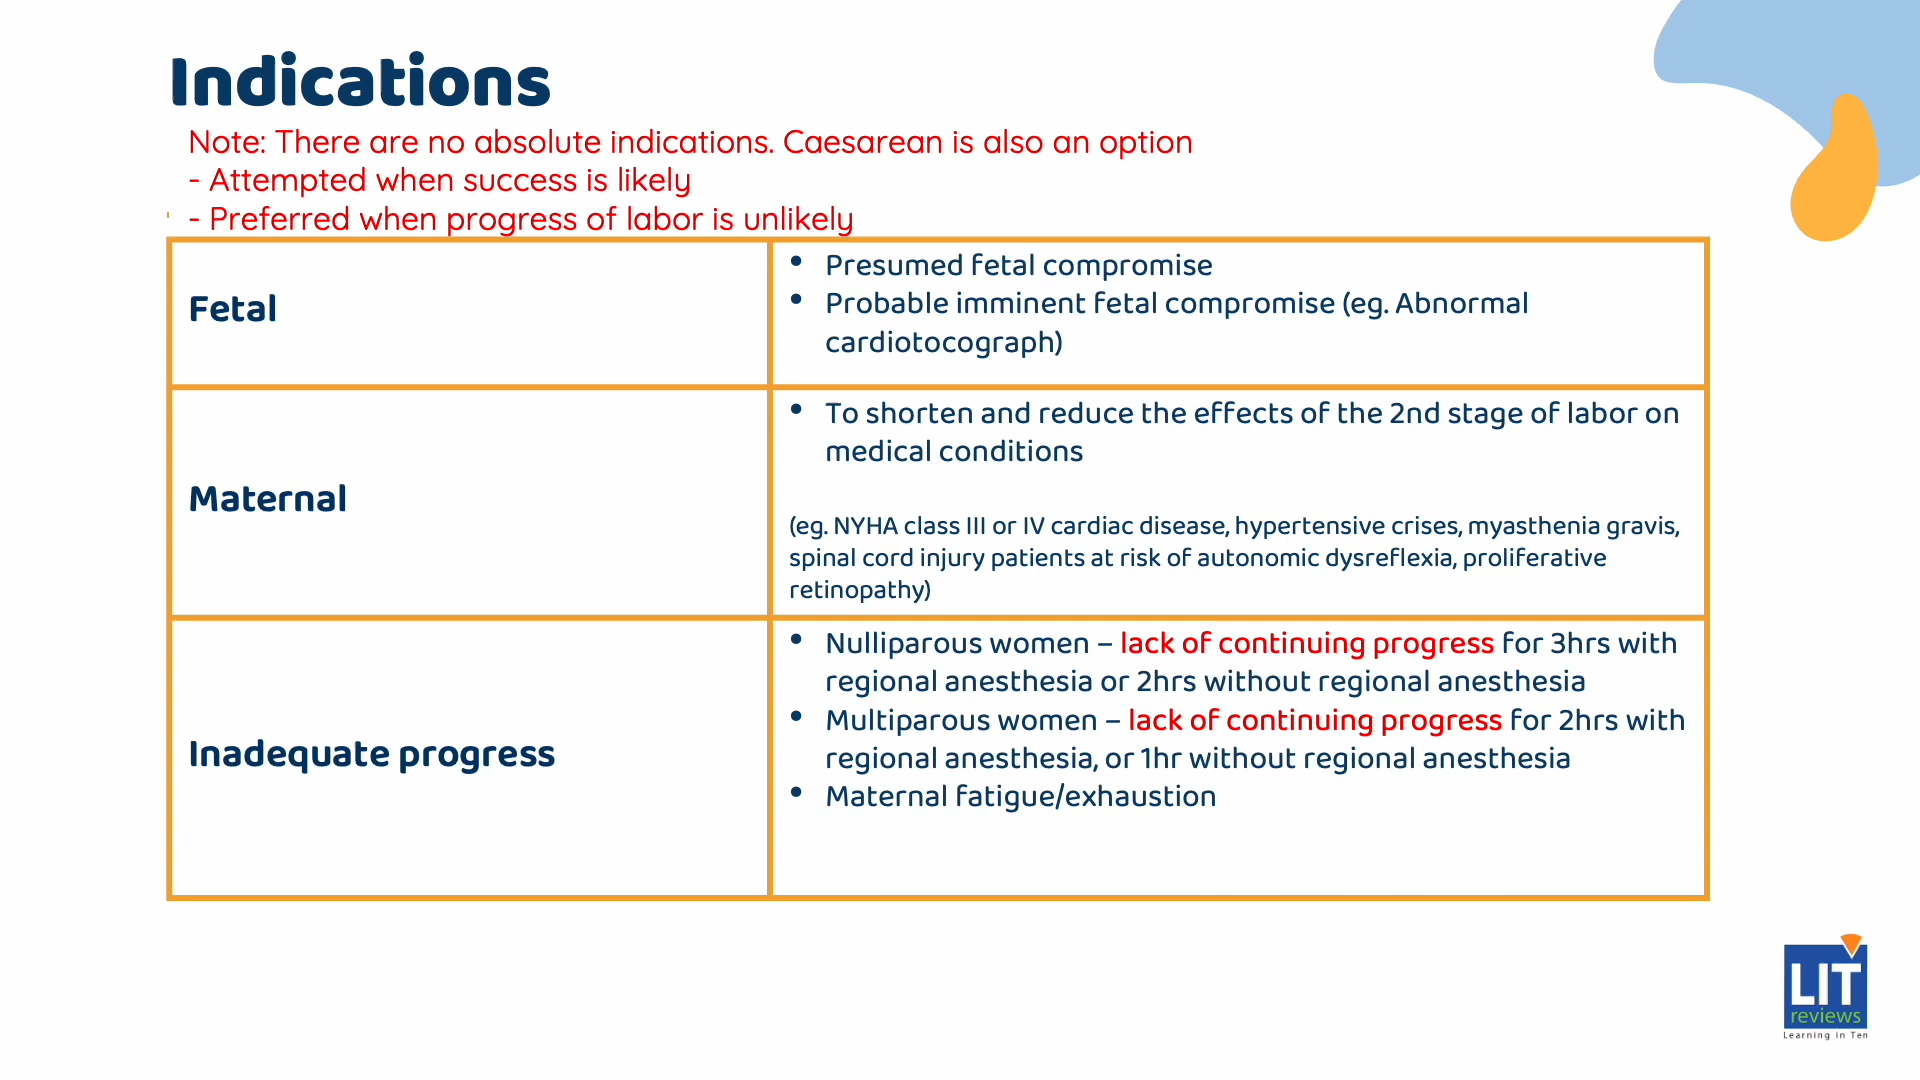 Indications
Note: There are no absolute indications. Caesarean is also an option
- Attempted when success is likely
- Preferred when progress of labor is unlikely
Fetal
• Presumed fetal compromise
• Probable imminent fetal compromise (eg. Abnormal
cardiotocograph)
Maternal
• To shorten and reduce the effects of the 2nd stage of labor on
medical conditions
(eg. NYHA class III or IV cardiac disease, hypertensive crises, myasthenia gravis,
spinal cord injury patients at risk of autonomic dysreflexia, proliferative
retinopathy)
Inadequate progress
• Nulliparous women – lack of continuing progress for 3hrs with
regional anesthesia or 2hrs without regional anesthesia
• Multiparous women – lack of continuing progress for 2hrs with
regional anesthesia, or 1hr without regional anesthesia
• Maternal fatigue/exhaustion
LIT
reviews
Learning in Ten